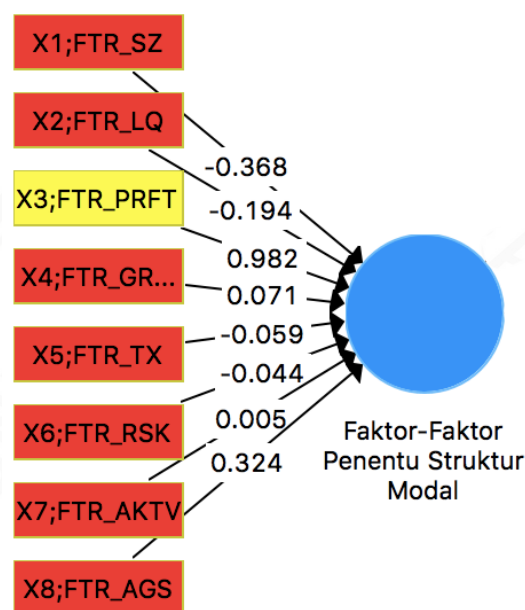 X1;FTR_SZ
X2;FTR_LQ
X3;FTR_PRFT
X4;FTR_GR...
X5;FTR_TX
X6;FTR_RSK
X7;FTR_AKTV
X8;FTR_AGS
-0.368
-0.194
0.982
0.071
-0.059
-0.044
0.005
0.324
Faktor-Faktor
Penentu Struktur
Modal